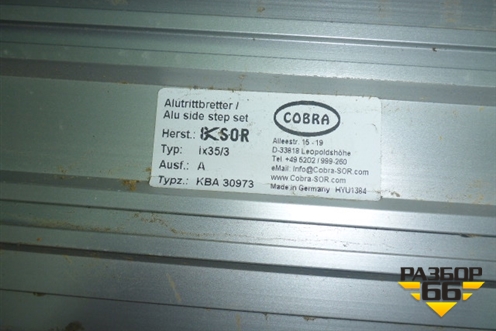 Alutrittbretter /
Alu side step set
Herst.: SOR
Typ: ix35/3
Ausf.: A
Typz.: KBA 30973
COBRA
Alleestr. 15 - 19
D-33818 Leopoldshöhe
Tel +49 5202 / 999-260
eMail: Info@Cobra-SOR.com
www.Cobra-SOR.com
Made in Germany HYU1384
РАЗБОР
66